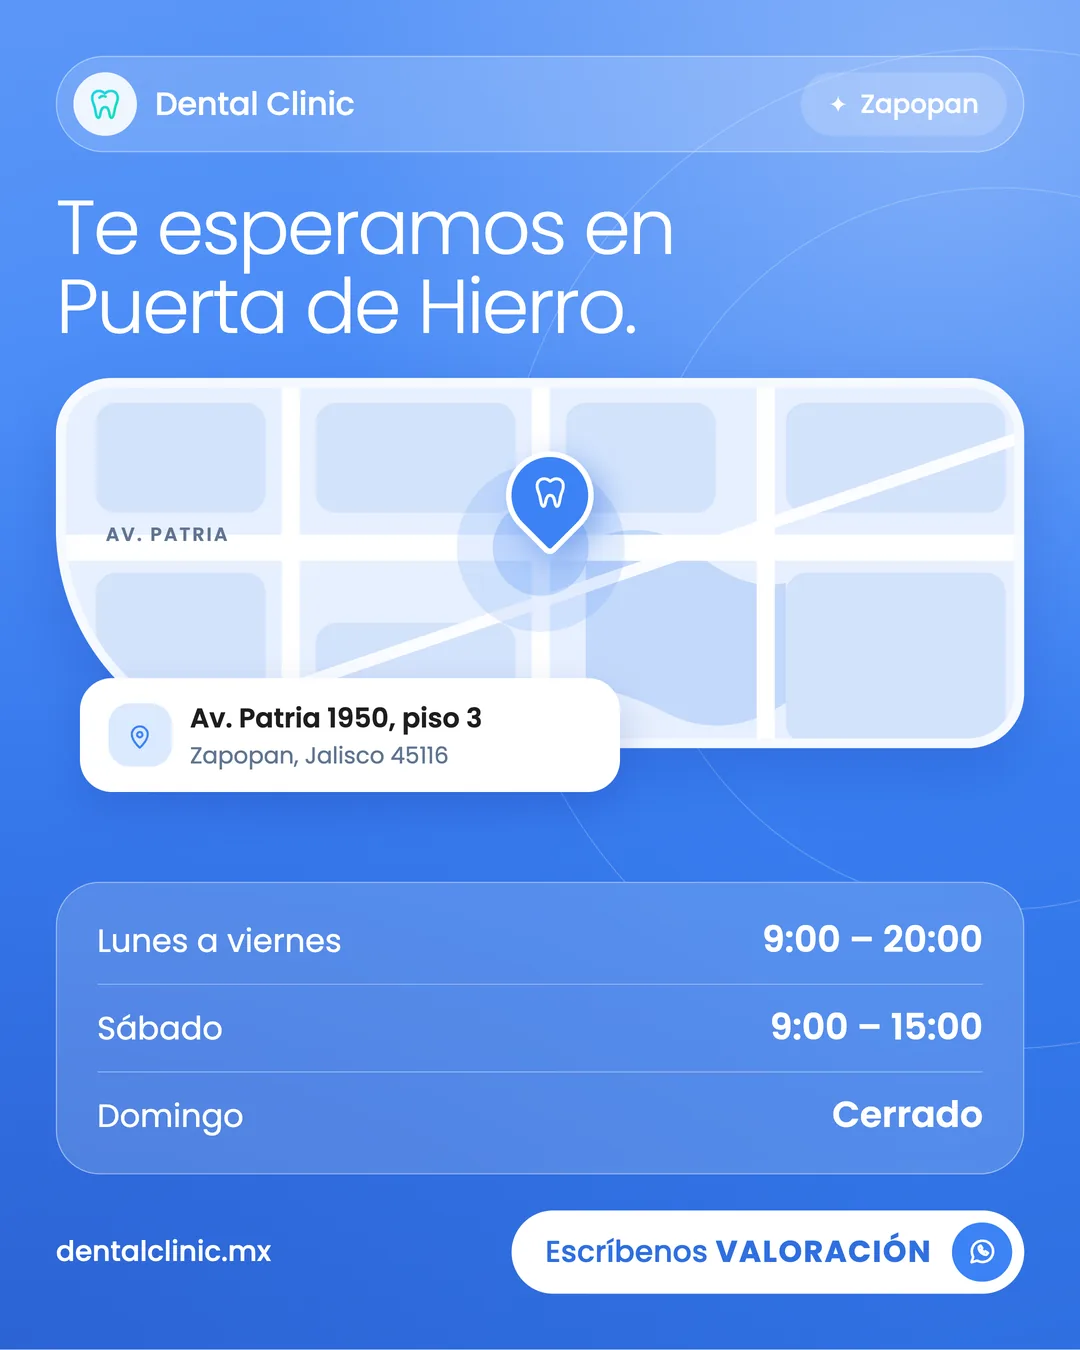 Dental Clinic
✦ Zapopan
Te esperamos en
Puerta de Hierro.
AV. PATRIA
Av. Patria 1950, piso 3
Zapopan, Jalisco 45116
Lunes a viernes 9:00 – 20:00
Sábado 9:00 – 15:00
Domingo Cerrado
dentalclinic.mx
Escríbenos VALORACIÓN